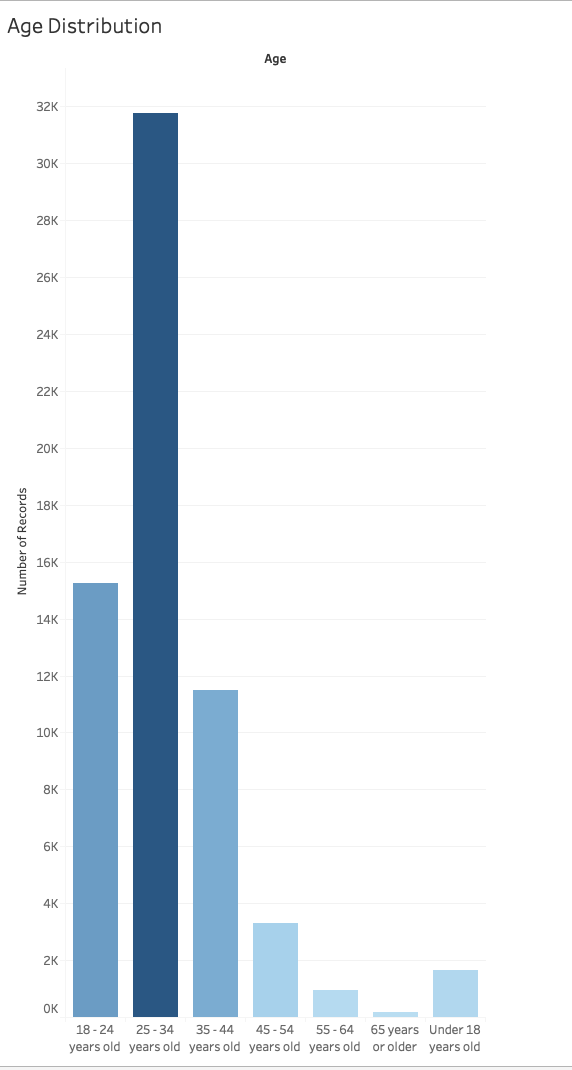 Age Distribution
Age
32K
30K
28K
26K
24K
22K
20K
18K
16K
14K
12K
10K
8K
6K
4K
2K
0K
Number of Records
18 - 24 years old
25 - 34 years old
35 - 44 years old
45 - 54 years old
55 - 64 years old
65 years or older
Under 18 years old